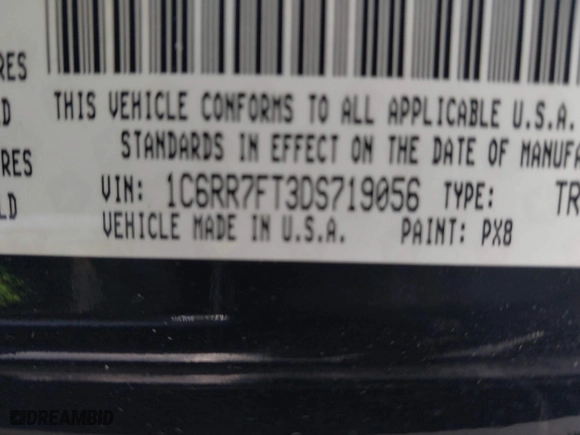 RES
THIS VEHICLE CONFORMS TO ALL APPLICABLE U.S.A.
STANDARDS IN EFFECT ON THE DATE OF
RES
LD
VIN: 1C6RR7FT3DS719056 TYPE: TR
VEHICLE MADE IN U.S.A. PAINT: PX8
DREAMBID